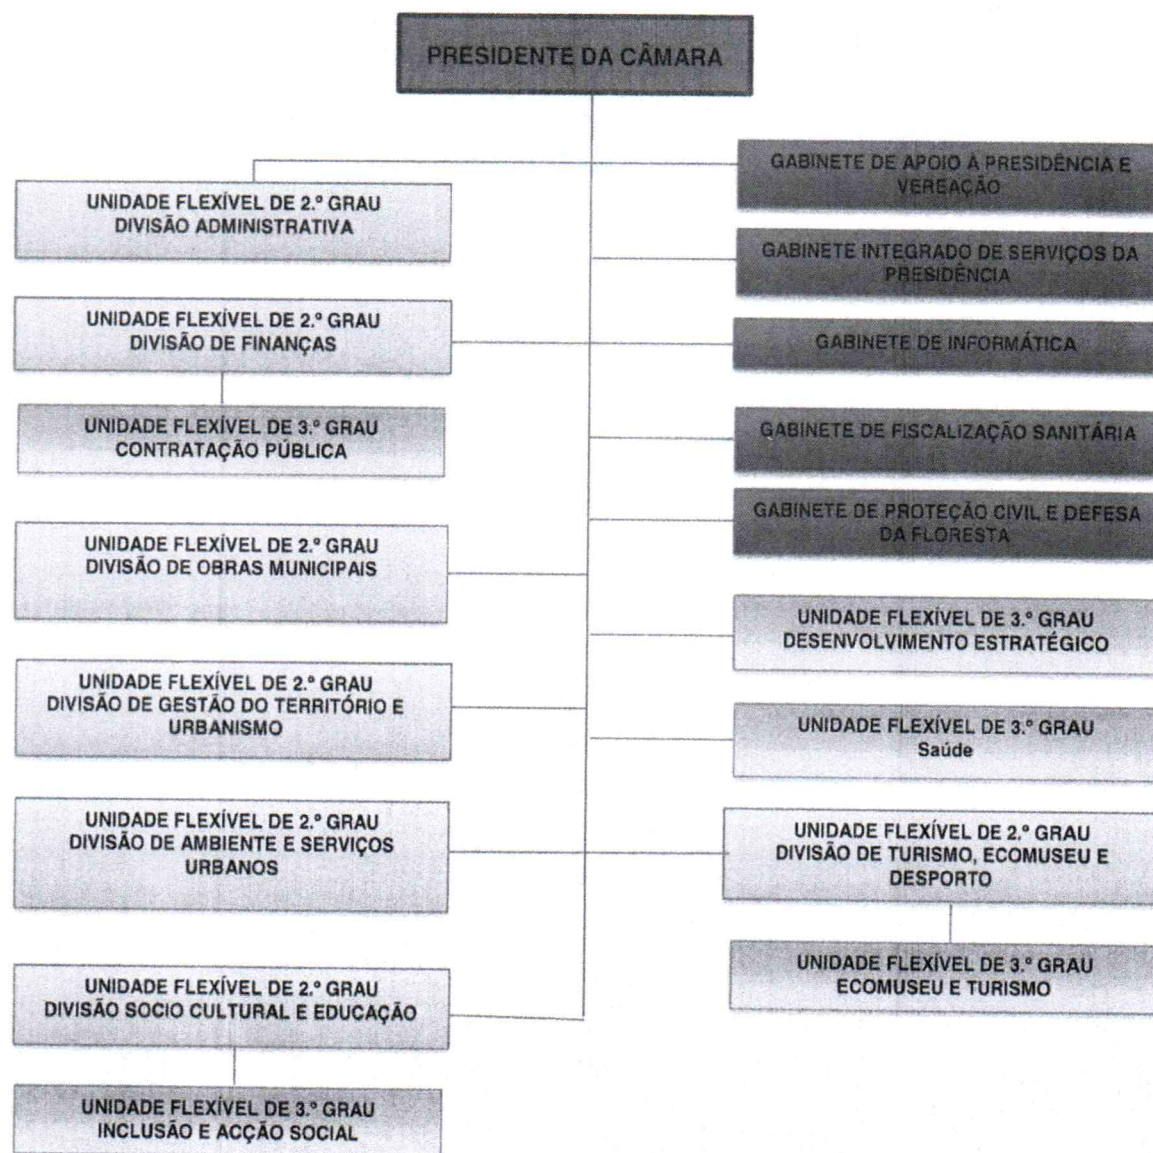 PRESIDENTE DA CÂMARA
UNIDADE FLEXÍVEL DE 2.º GRAU
DIVISÃO ADMINISTRATIVA
UNIDADE FLEXÍVEL DE 2.º GRAU
DIVISÃO DE FINANÇAS
UNIDADE FLEXÍVEL DE 3.º GRAU
CONTRATAÇÃO PÚBLICA
UNIDADE FLEXÍVEL DE 2.º GRAU
DIVISÃO DE OBRAS MUNICIPAIS
UNIDADE FLEXÍVEL DE 2.º GRAU
DIVISÃO DE GESTÃO DO TERRITÓRIO E
URBANISMO
UNIDADE FLEXÍVEL DE 2.º GRAU
DIVISÃO DE AMBIENTE E SERVIÇOS
URBANOS
UNIDADE FLEXÍVEL DE 2.º GRAU
DIVISÃO SOCIO CULTURAL E EDUCAÇÃO
UNIDADE FLEXÍVEL DE 3.º GRAU
INCLUSÃO E ACÇÃO SOCIAL
GABINETE DE APOIO À PRESIDÊNCIA E
VEREAÇÃO
GABINETE INTEGRADO DE SERVIÇOS DA
PRESIDÊNCIA
GABINETE DE INFORMÁTICA
GABINETE DE FISCALIZAÇÃO SANITÁRIA
GABINETE DE PROTEÇÃO CIVIL E DEFESA
DA FLORESTA
UNIDADE FLEXÍVEL DE 3.º GRAU
DESENVOLVIMENTO ESTRATÉGICO
UNIDADE FLEXÍVEL DE 3.º GRAU
Saúde
UNIDADE FLEXÍVEL DE 2.º GRAU
DIVISÃO DE TURISMO, ECOMUSEU E
DESPORTO
UNIDADE FLEXÍVEL DE 3.º GRAU
ECOMUSEU E TURISMO